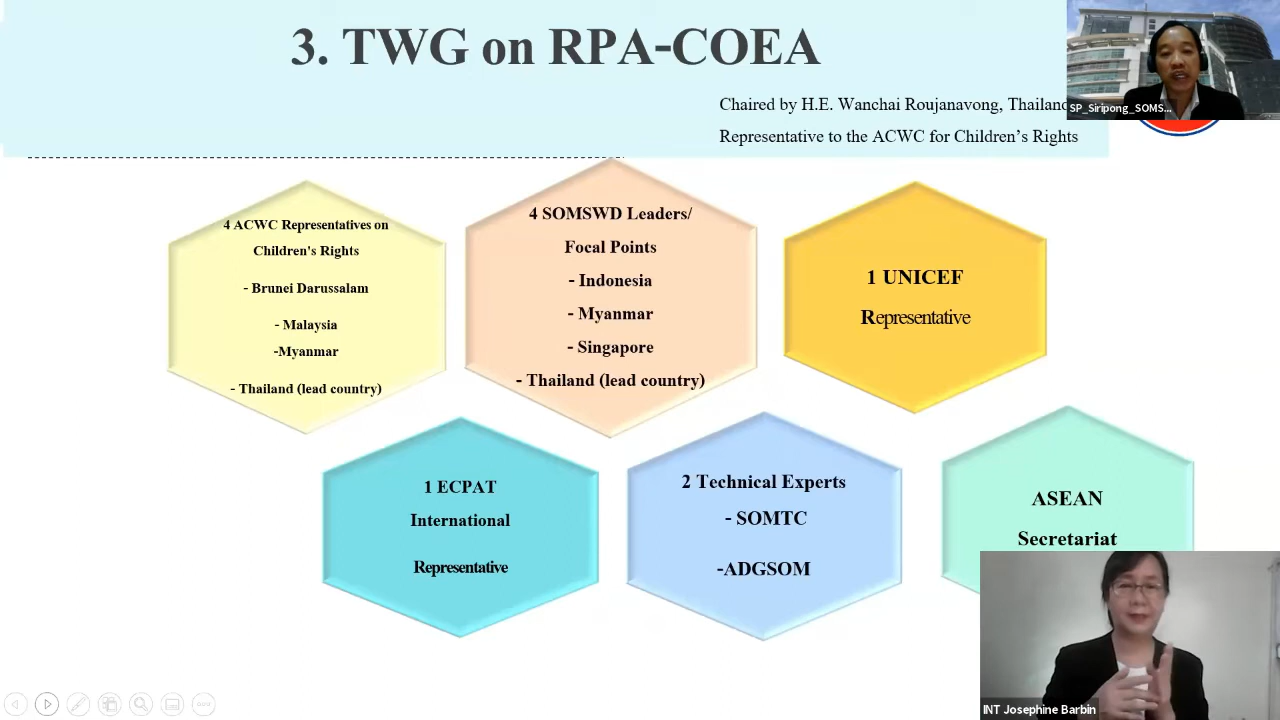 3. TWG on RPA-COEA
Chaired by H.E. Wanchai Roujanavong, Thailand
Representative to the ACWC for Children's Rights
SP_Siripong_SOMS...
4 ACWC Representatives on
Children's Rights
- Brunei Darussalam
- Malaysia
-Myanmar
- Thailand (lead country)
4 SOMSWD Leaders/
Focal Points
- Indonesia
- Myanmar
- Singapore
- Thailand (lead country)
1 UNICEF
Representative
1 ECPAT
International
Representative
2 Technical Experts
- SOMTC
-ADGSOM
ASEAN
Secretariat
INT Josephine Barbin